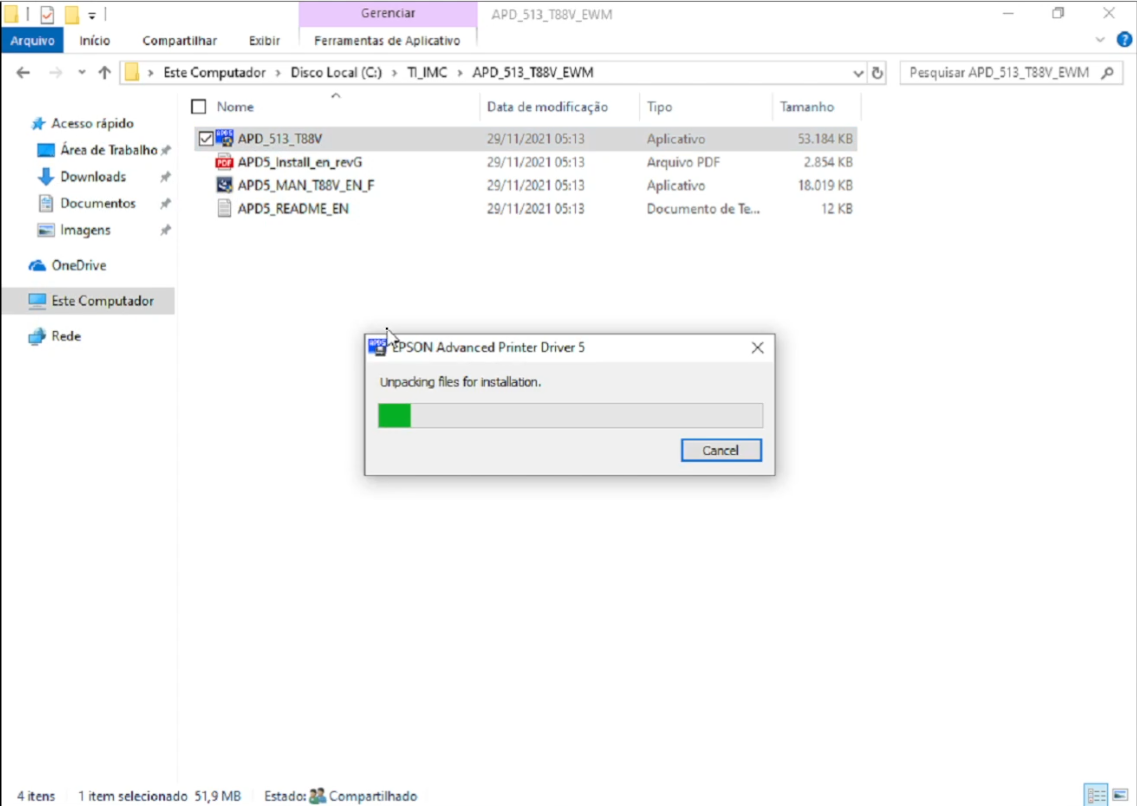 Gerenciar APD_513_T88V_EWM
Arquivo Início Compartilhar Exibir Ferramentas de Aplicativo
Este Computador > Disco Local (C:) > TI_IMC > APD_513_T88V_EWM Pesquisar APD_513_T88V_EWM
Nome Data de modificação Tipo Tamanho
Acesso rápido
Área de Trabalho
Downloads
Documentos
Imagens
OneDrive
Este Computador
Rede
APD_513_T88V 29/11/2021 05:13 Aplicativo 53.184 KB
APD5_Install_en_revG 29/11/2021 05:13 Arquivo PDF 2.854 KB
APD5_MAN_T88V_EN_F 29/11/2021 05:13 Aplicativo 18.019 KB
APD5_README_EN 29/11/2021 05:13 Documento de Te... 12 KB
EPSON Advanced Printer Driver 5
Unpacking files for installation.
Cancel
4 itens 1 item selecionado 51,9 MB Estado: Compartilhado